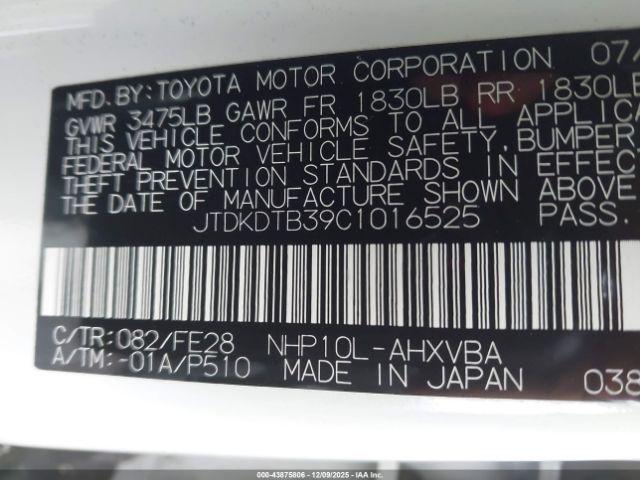 MFD. BY: TOYOTA MOTOR CORPORATION 07/
GVWR 3475LB GAWR FR 1830LB RR 1830LB
THIS VEHICLE CONFORMS TO ALL APPLICA
FEDERAL MOTOR VEHICLE SAFETY, BUMPER,
THEFT PREVENTION STANDARDS IN EFFEC
THE DATE OF MANUFACTURE SHOWN ABOVE
JTDKDTB39C1016525 PASS.
C/TR: 082/FE28 NHP10L-AHXVBA
A/TM: -01A/P510 MADE IN JAPAN 038
000-43875806 | 12/09/2025 - IAAI.COM